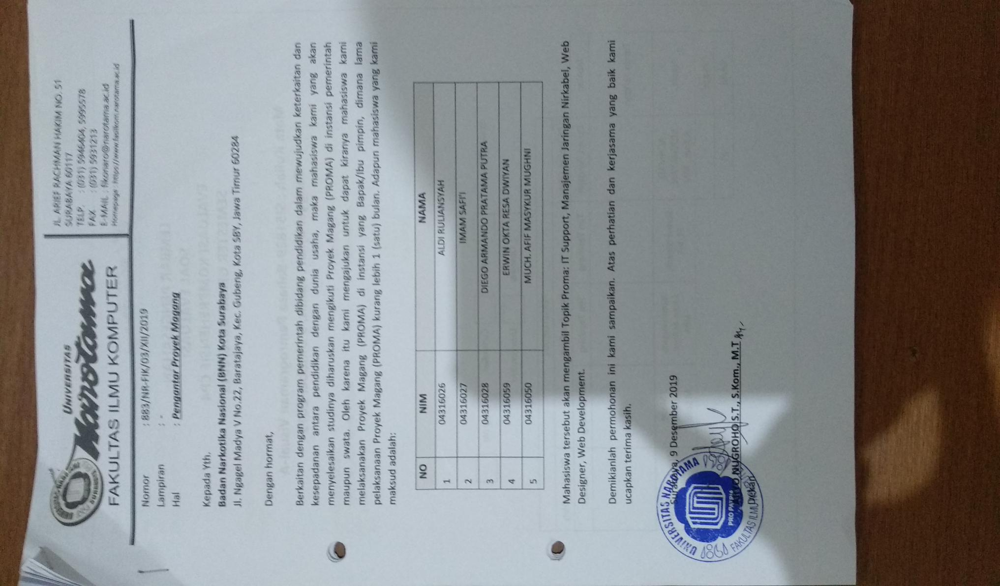 UNIVERSITAS
Narotama
FAKULTAS ILMU KOMPUTER
JL. ARIEF RACHMAN HAKIM NO. 51
SURABAYA 60117
TELP. : (031) 5946404, 5995578
FAX : (031) 5931213
E-MAIL : fikonaro@narotama.ac.id
Homepage : https://www.fasilkom.narotama.ac.id
Nomor : 883/NR-FIK/03/XII/2019
Lampiran : -
Hal : Pengantar Proyek Magang
Kepada Yth.
Badan Narkotika Nasional (BNN) Kota Surabaya
Jl. Ngagel Madya V No.22, Baratajaya, Kec. Gubeng, Kota SBY, Jawa Timur 60284
Dengan hormat,
Berkaitan dengan program pemerintah dibidang pendidikan dalam mewujudkan keterkaitan dan
kesepadanan antara pendidikan dengan dunia usaha, maka mahasiswa kami yang akan
menyelesaikan studinya diharuskan mengikuti Proyek Magang (PROMA) di instansi pemerintah
maupun swata. Oleh karena itu kami mengajukan untuk dapat kiranya mahasiswa kami
melaksanakan Proyek Magang (PROMA) di instansi yang Bapak/Ibu pimpin, dimana lama
pelaksanaan Proyek Magang (PROMA) kurang lebih 1 (satu) bulan. Adapun mahasiswa yang kami
maksud adalah:
NO NIM NAMA
1 04316026 ALDI RULIANSYAH
2 04316027 IMAM SAFI'I
3 04316028 DIEGO ARMANDO PRATAMA PUTRA
4 04316059 ERWIN OKTA RESA DWIYAN
5 04316050 MUCH. AFIF MASYKUR MUGHNI
Mahasiswa tersebut akan mengambil Topik Proma: IT Support, Manajemen Jaringan Nirkabel, Web
Designer, Web Development.
Demikianlah permohonan ini kami sampaikan. Atas perhatian dan kerjasama yang baik kami
ucapkan terima kasih.
Surabaya, 9 Desember 2019
UNIVERSITAS NAROTAMA
PRO PATRIA
FAKULTAS ILMU
NUGROHO S.T., S.Kom., M.T
Dekan